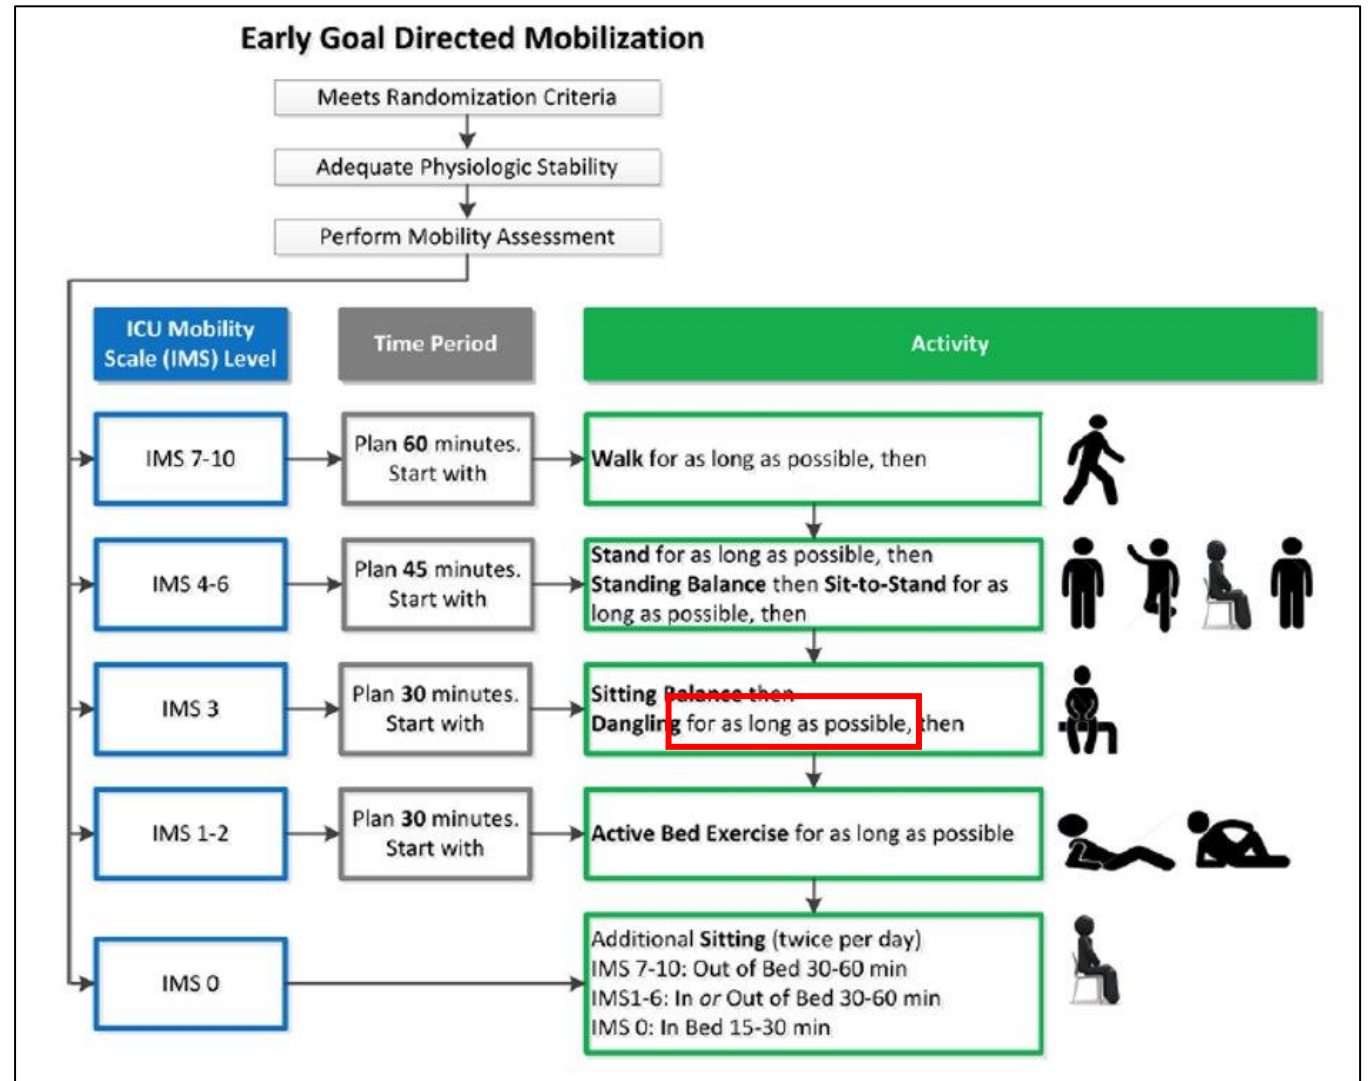 Early Goal Directed Mobilization
Meets Randomization Criteria
Adequate Physiologic Stability
Perform Mobility Assessment
ICU Mobility
Scale (IMS) Level
Time Period
Activity
IMS 7-10
Plan 60 minutes.
Start with
Walk for as long as possible, then
IMS 4-6
Plan 45 minutes.
Start with
Stand for as long as possible, then
Standing Balance then Sit-to-Stand for as
long as possible, then
IMS 3
Plan 30 minutes.
Start with
Sitting Balance then
Dangling for as long as possible, then
IMS 1-2
Plan 30 minutes.
Start with
Active Bed Exercise for as long as possible
IMS 0
Additional Sitting (twice per day)
IMS 7-10: Out of Bed 30-60 min
IMS1-6: In or Out of Bed 30-60 min
IMS 0: In Bed 15-30 min